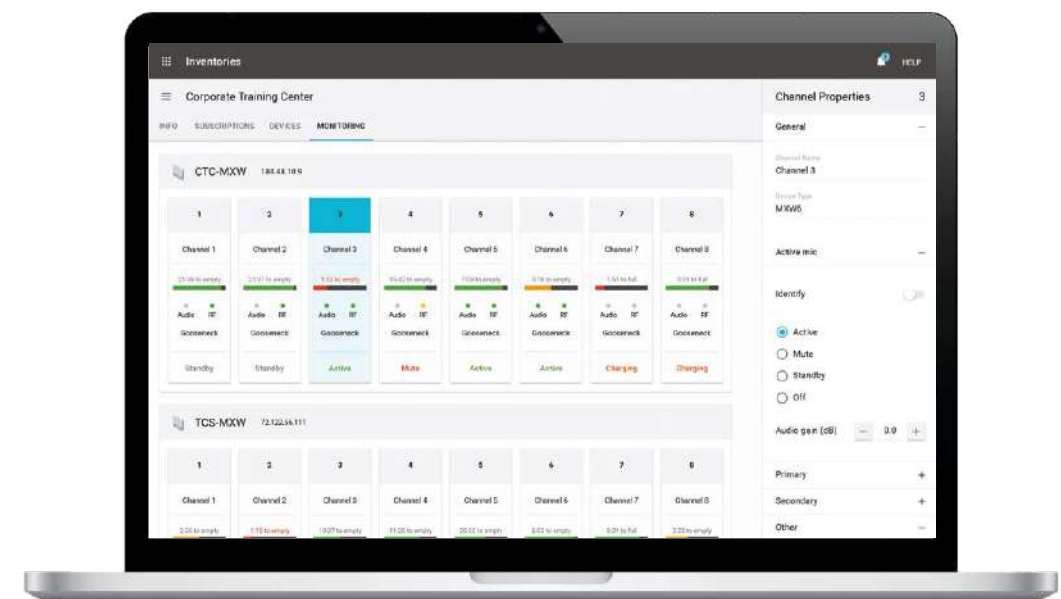 Inventories
HELP
Corporate Training Center
INFO SUBSCRIPTIONS DEVICES MONITORING
CTC-MXW
1 2 3 4 5 6 7 8
Channel 1 Channel 2 Channel 3 Channel 4 Channel 5 Channel 6 Channel 7 Channel 8
Audio RF Audio RF Audio RF Audio RF Audio RF Audio RF Audio RF Audio RF
Gooseneck Gooseneck Gooseneck Gooseneck Gooseneck Gooseneck Gooseneck Gooseneck
Standby Standby Active Mute Active Active Charging Charging
TCS-MXW 72.122.56.111
1 2 3 4 5 6 7 8
Channel 1 Channel 2 Channel 3 Channel 4 Channel 5 Channel 6 Channel 7 Channel 8
Channel Properties 3
General
Channel Name
Channel 3
Device Type
MXW6
Active mic
Identify
Active
Mute
Standby
Off
Audio gain (dB) — 0.0 +
Primary +
Secondary +
Other —